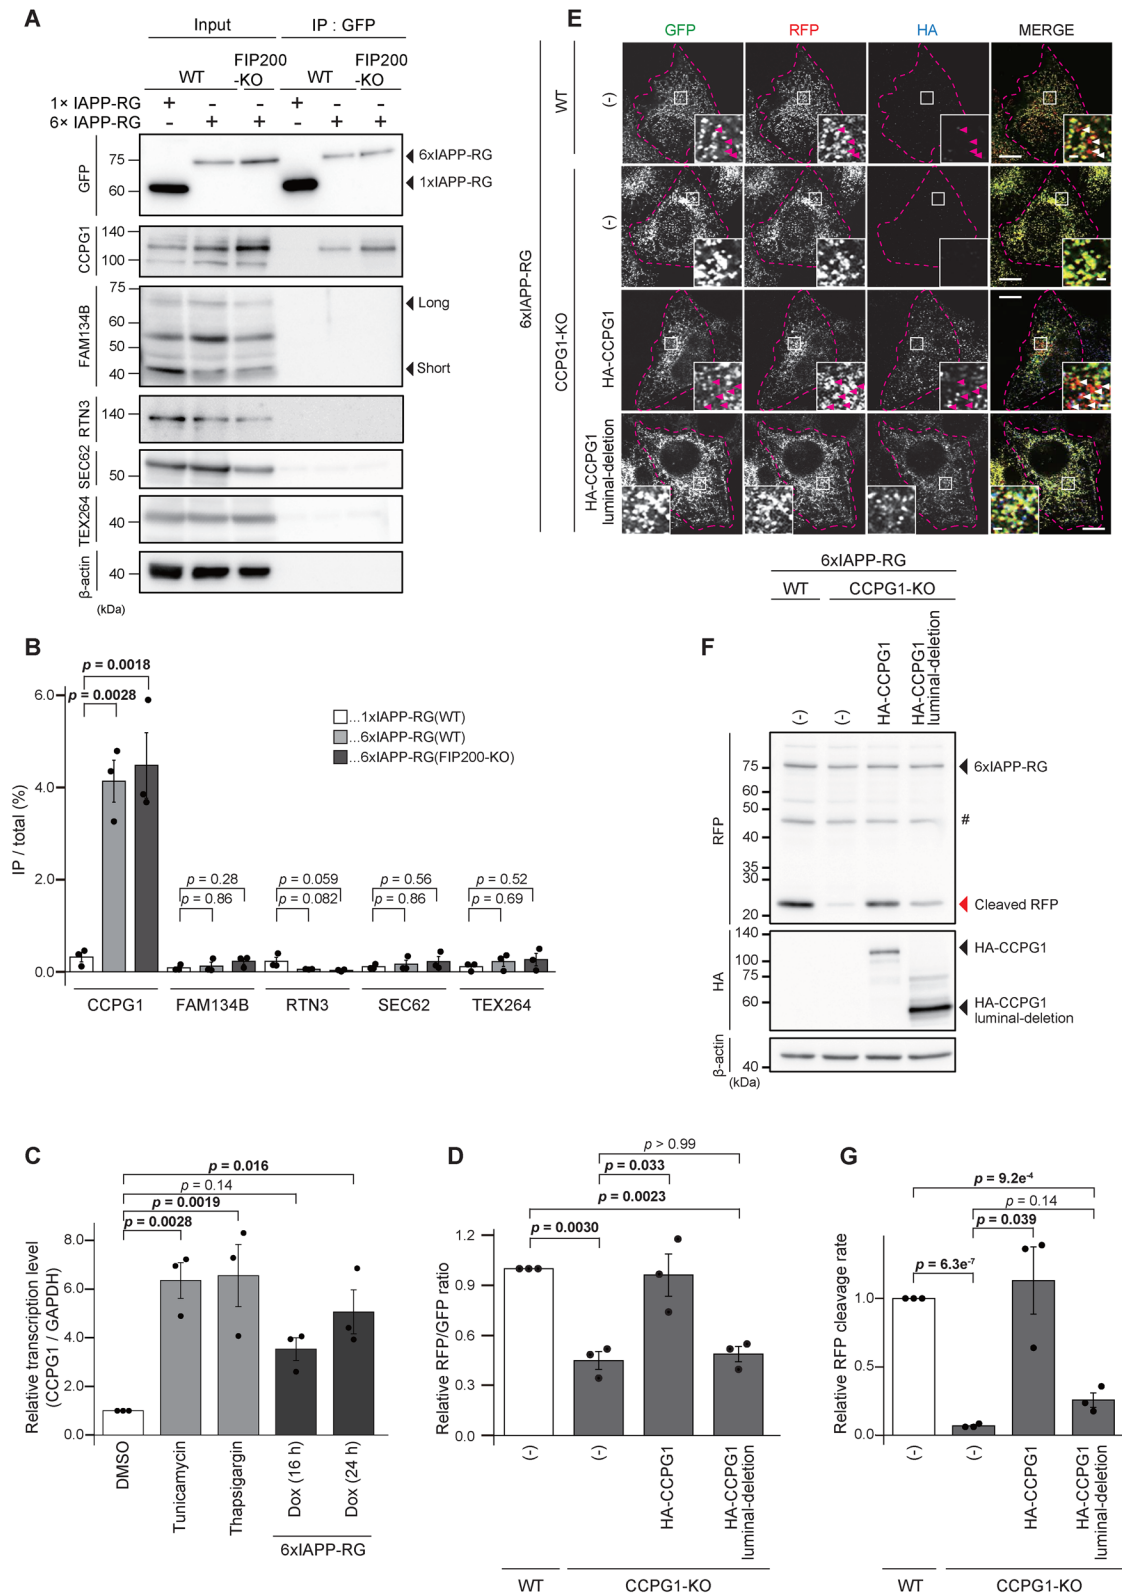 A
Input
IP : GFP
WT
FIP200
-KO
WT
FIP200
-KO
1× IAPP-RG + - - + - -
6× IAPP-RG - + + - + +
GFP
75
60
6xIAPP-RG
1xIAPP-RG
CCPG1
140
100
FAM134B
75
60
50
40
Long
Short
RTN3
140
SEC62
50
TEX264
40
β-actin
40
(kDa)
E
GFP
RFP
HA
MERGE
6xIAPP-RG
WT
(-)
CCPG1-KO
(-)
HA-CCPG1
HA-CCPG1
luminal-deletion
B
IP / total (%)
6.0
4.0
2.0
0.0
p = 0.0018
p = 0.0028
...1xIAPP-RG(WT)
...6xIAPP-RG(WT)
...6xIAPP-RG(FIP200-KO)
p = 0.28
p = 0.86
p = 0.059
p = 0.082
p = 0.56
p = 0.86
p = 0.52
p = 0.69
CCPG1
FAM134B
RTN3
SEC62
TEX264
F
6xIAPP-RG
WT
CCPG1-KO
(-)
(-)
HA-CCPG1
HA-CCPG1
luminal-deletion
RFP
75
60
50
40
35
30
20
6xIAPP-RG
#
Cleaved RFP
HA
140
100
75
60
HA-CCPG1
HA-CCPG1
luminal-deletion
β-actin
40
(kDa)
C
Relative transcription level
(CCPG1 / GAPDH)
8.0
6.0
4.0
2.0
0.0
p = 0.016
p = 0.14
p = 0.0019
p = 0.0028
DMSO
Tunicamycin
Thapsigargin
Dox (16 h)
Dox (24 h)
6xIAPP-RG
D
Relative RFP/GFP ratio
1.2
0.9
0.6
0.3
0.0
p > 0.99
p = 0.033
p = 0.0023
p = 0.0030
(-)
(-)
HA-CCPG1
HA-CCPG1
luminal-deletion
WT
CCPG1-KO
G
Relative RFP cleavage rate
1.0
0.5
0.0
p = 9.2e⁻⁴
p = 0.14
p = 0.039
p = 6.3e⁻⁷
(-)
(-)
HA-CCPG1
HA-CCPG1
luminal-deletion
WT
CCPG1-KO